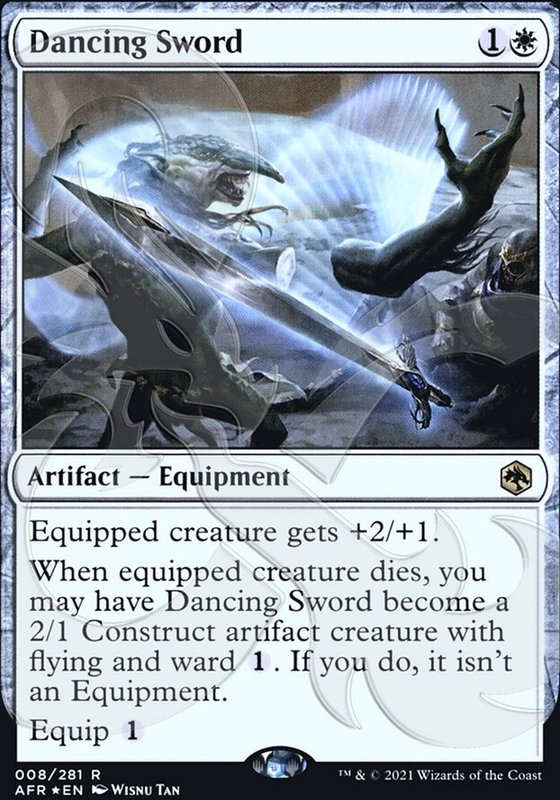 Dancing Sword 1
Artifact — Equipment
Equipped creature gets +2/+1.
When equipped creature dies, you
may have Dancing Sword become a
2/1 Construct artifact creature with
flying and ward 1. If you do, it isn't
an Equipment.
Equip 1
008/281 R
AFR ★ EN Wisnu Tan
™ & © 2021 Wizards of the Coast